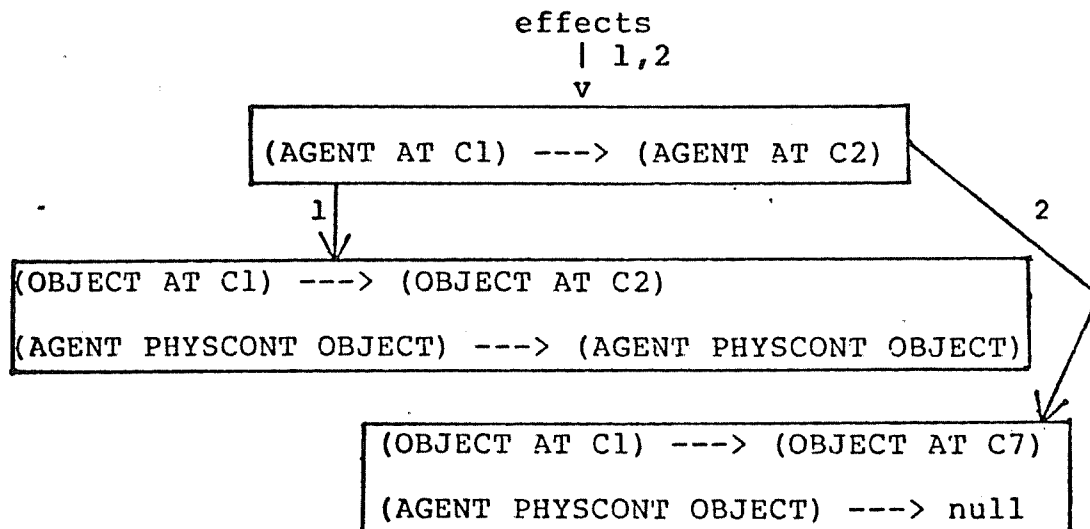 effects
| 1,2
v
(AGENT AT C1) ---> (AGENT AT C2)
1
2
(OBJECT AT C1) ---> (OBJECT AT C2)
(AGENT PHYSCONT OBJECT) ---> (AGENT PHYSCONT OBJECT)
(OBJECT AT C1) ---> (OBJECT AT C7)
(AGENT PHYSCONT OBJECT) ---> null